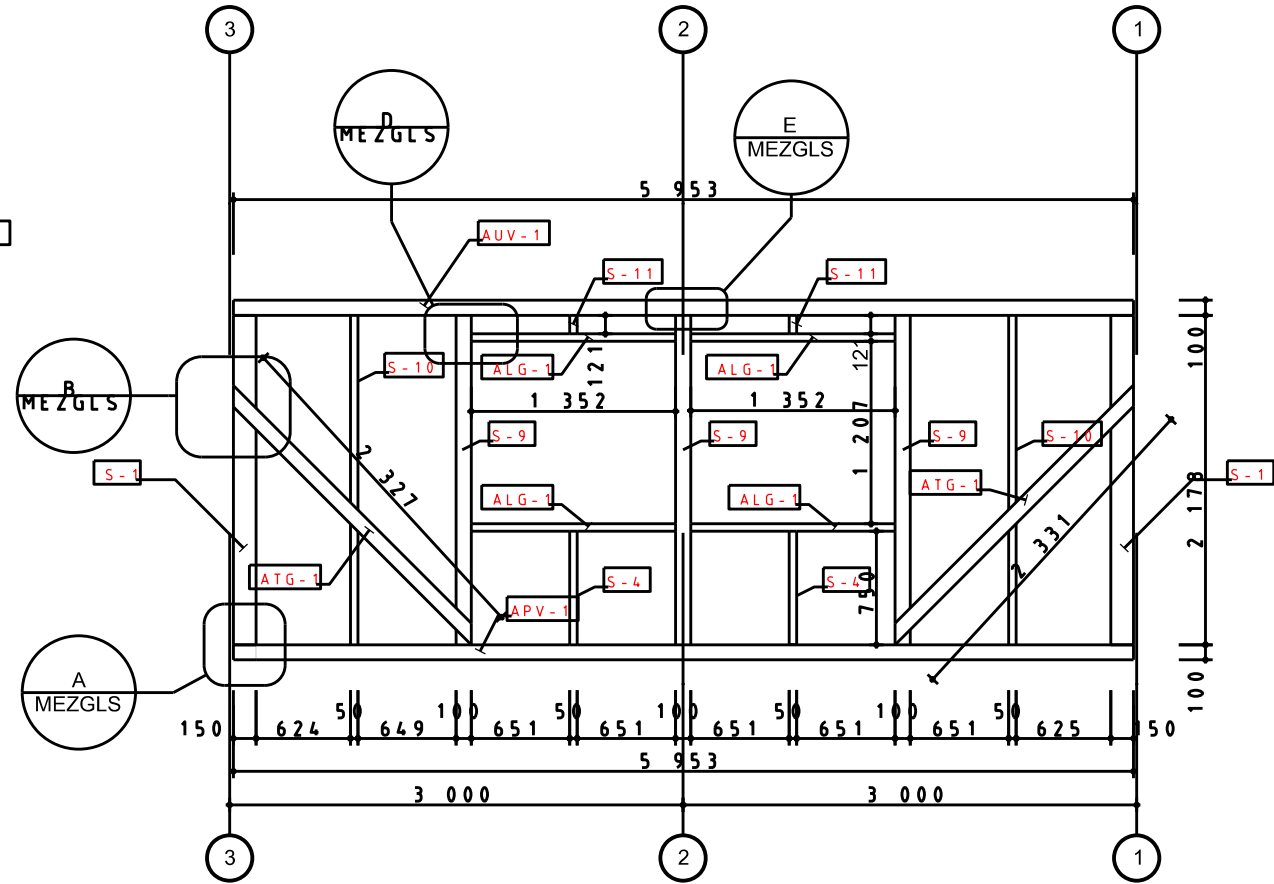 3
2
1
D
MEZGLS
E
MEZGLS
5 953
AUV-1
S-11
S-11
100
S-10
ALG-1
121
ALG-1
121
B
MEZGLS
1 352
1 352
1 207
S-9
S-9
S-9
S-10
S-1
2 327
ATG-1
S-1
2 178
ALG-1
ALG-1
2 331
ATG-1
S-4
S-4
750
APV-1
A
MEZGLS
100
50
100
50
100
50
100
50
150
624
649
651
651
651
651
651
625
150
5 953
3 000
3 000
3
2
1